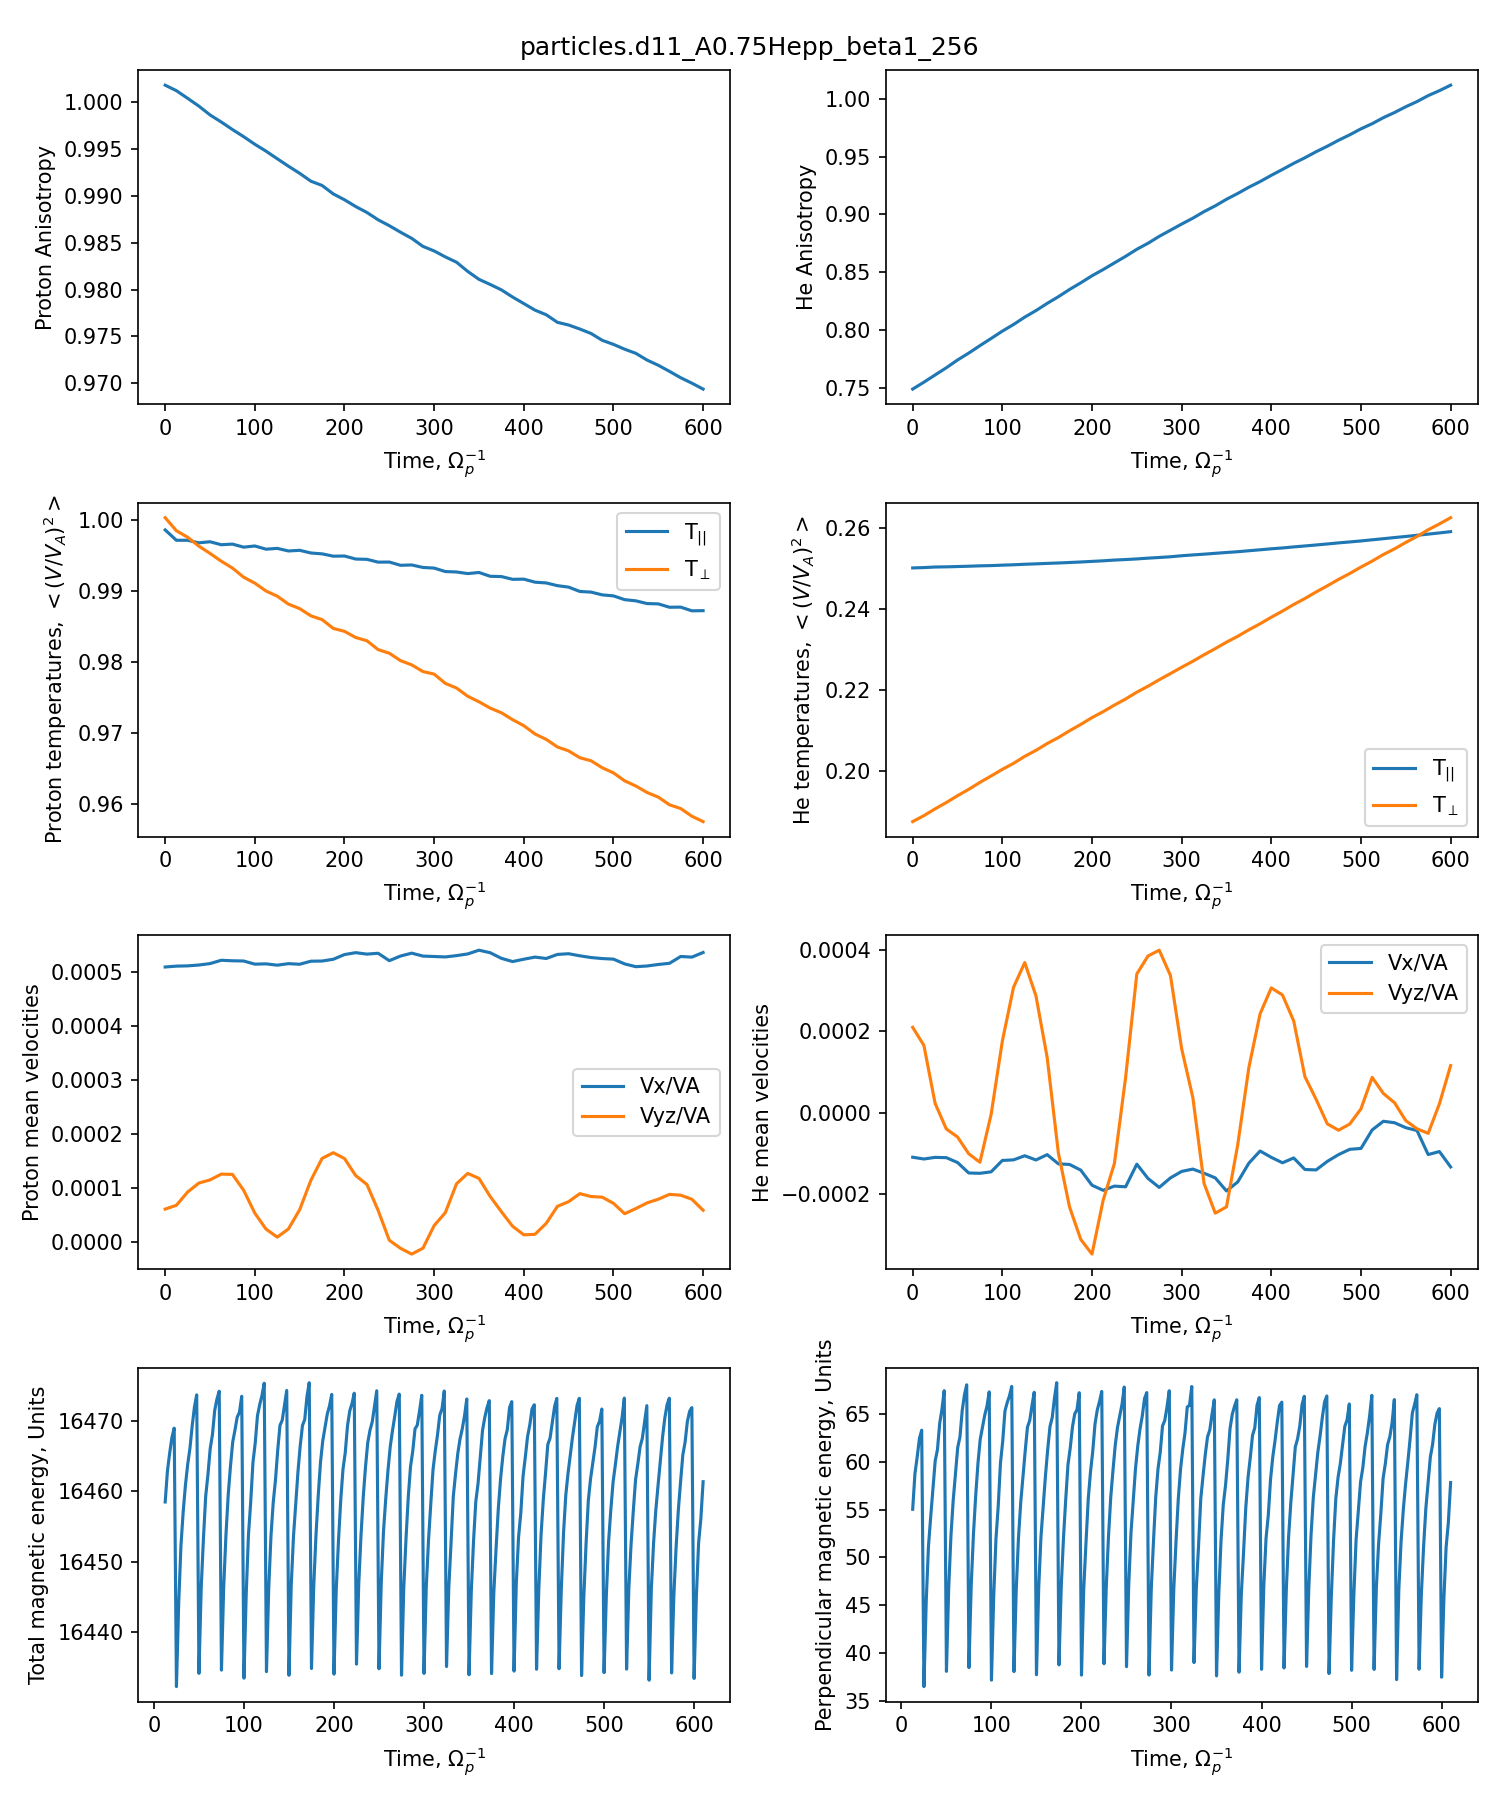 particles.d11_A0.75Hepp_beta1_256
Proton Anisotropy
1.000
0.995
0.990
0.985
0.980
0.975
0.970
0 100 200 300 400 500 600
Time, Ω_p^{-1}
He Anisotropy
1.00
0.95
0.90
0.85
0.80
0.75
0 100 200 300 400 500 600
Time, Ω_p^{-1}
Proton temperatures, < (V/V_A)^2 >
1.00
0.99
0.98
0.97
0.96
T_{||}
T_⊥
0 100 200 300 400 500 600
Time, Ω_p^{-1}
He temperatures, < (V/V_A)^2 >
0.26
0.24
0.22
0.20
T_{||}
T_⊥
0 100 200 300 400 500 600
Time, Ω_p^{-1}
Proton mean velocities
0.0005
0.0004
0.0003
0.0002
0.0001
0.0000
Vx/VA
Vyz/VA
0 100 200 300 400 500 600
Time, Ω_p^{-1}
He mean velocities
0.0004
0.0002
0.0000
−0.0002
Vx/VA
Vyz/VA
0 100 200 300 400 500 600
Time, Ω_p^{-1}
Total magnetic energy, Units
16470
16460
16450
16440
0 100 200 300 400 500 600
Time, Ω_p^{-1}
Perpendicular magnetic energy, Units
65
60
55
50
45
40
35
0 100 200 300 400 500 600
Time, Ω_p^{-1}